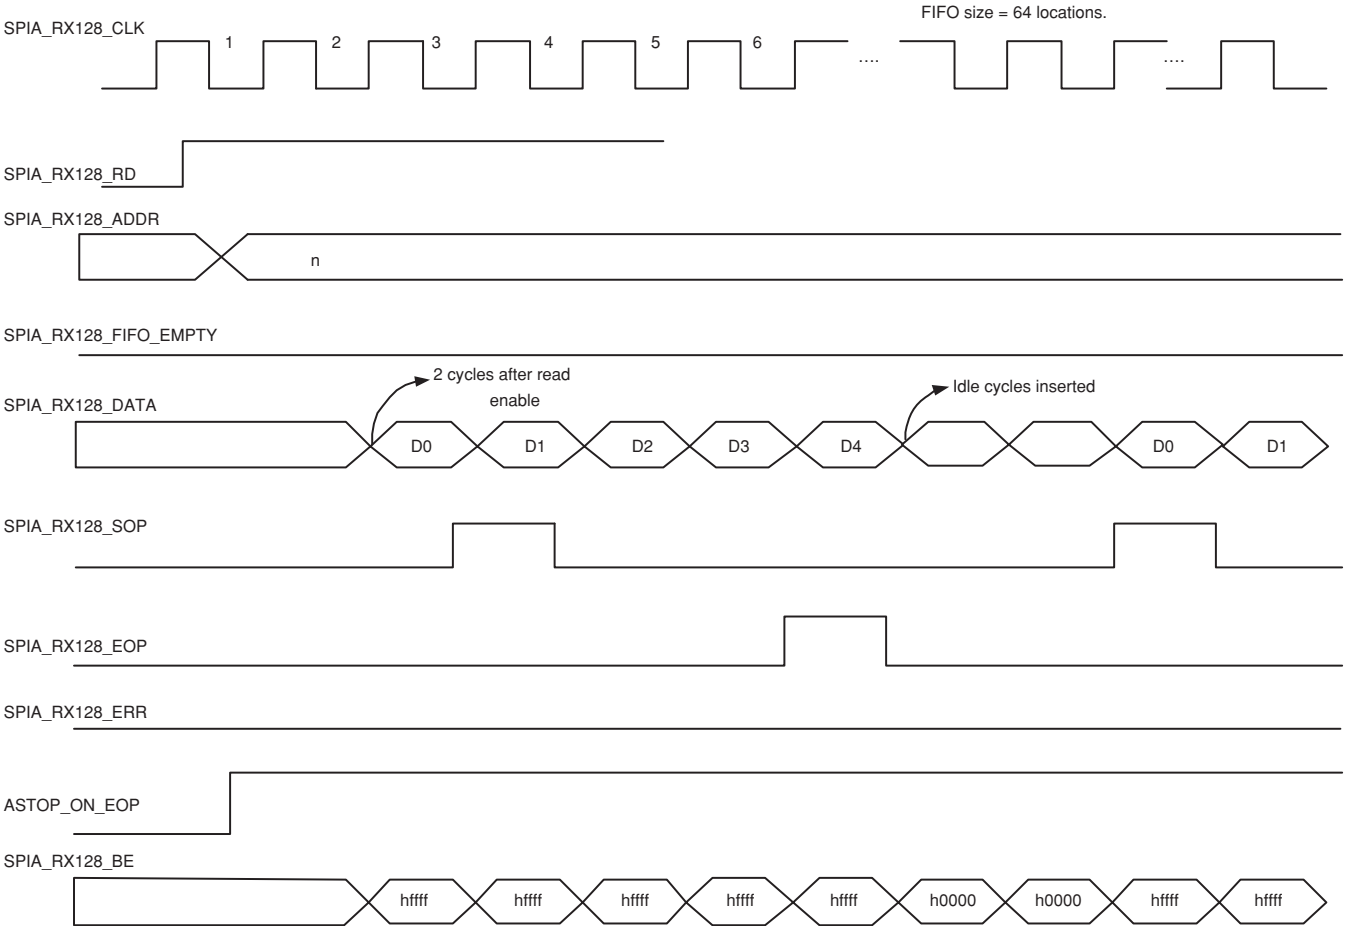 FIFO size = 64 locations.
SPIA_RX128_CLK
1 2 3 4 5 6
.... ....
SPIA_RX128_RD
SPIA_RX128_ADDR
n
SPIA_RX128_FIFO_EMPTY
2 cycles after read
enable
Idle cycles inserted
SPIA_RX128_DATA
D0 D1 D2 D3 D4 D0 D1
SPIA_RX128_SOP
SPIA_RX128_EOP
SPIA_RX128_ERR
ASTOP_ON_EOP
SPIA_RX128_BE
hffff hffff hffff hffff hffff h0000 h0000 hffff hffff